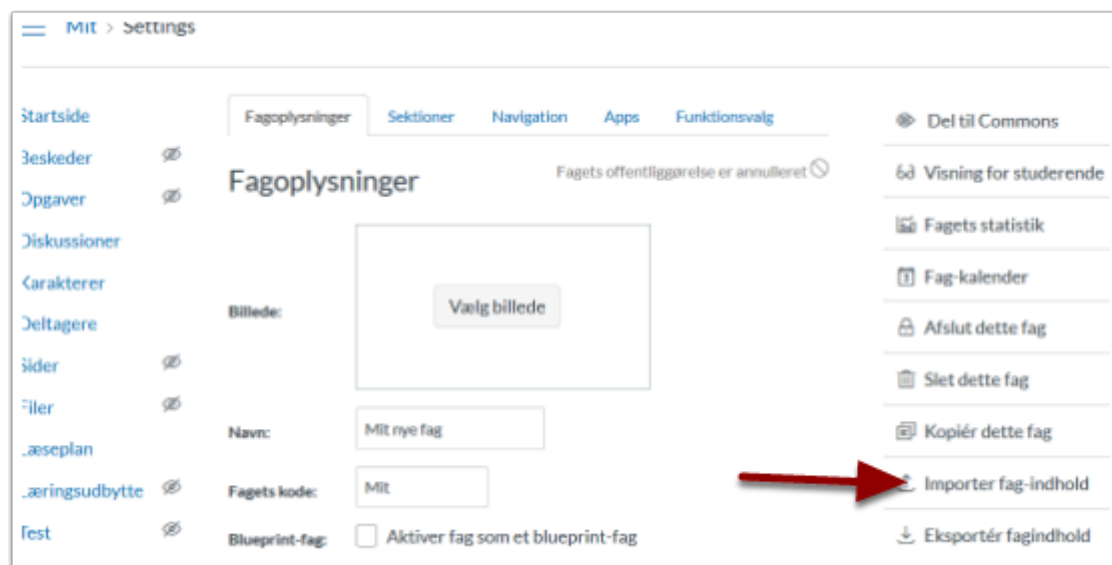 Mit > Settings
Startside
Beskeder
Opgaver
Diskussioner
Karakterer
Deltagere
Sider
Filer
Læseplan
Læringsudbytte
Test
Fagoplysninger Sektioner Navigation Apps Funktionsvalg
Fagoplysninger
Fagets offentliggørelse er annulleret
Billede:
Vælg billede
Navn:
Mit nye fag
Fagets kode:
Mit
Blueprint-fag:
Aktiver fag som et blueprint-fag
Del til Commons
Visning for studerende
Fagets statistik
Fag-kalender
Afslut dette fag
Slet dette fag
Kopiér dette fag
Importer fag-indhold
Eksportér fagindhold